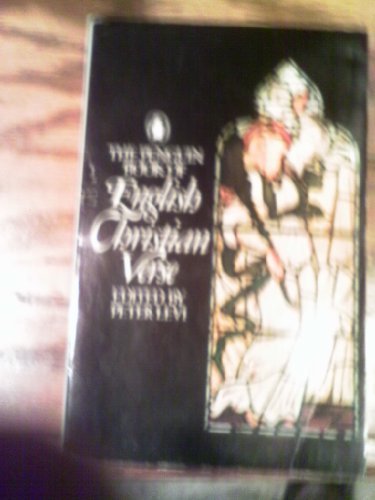 THE PENGUIN
BOOK OF
English
Christian
Verse
EDITED BY
PETER LEVI